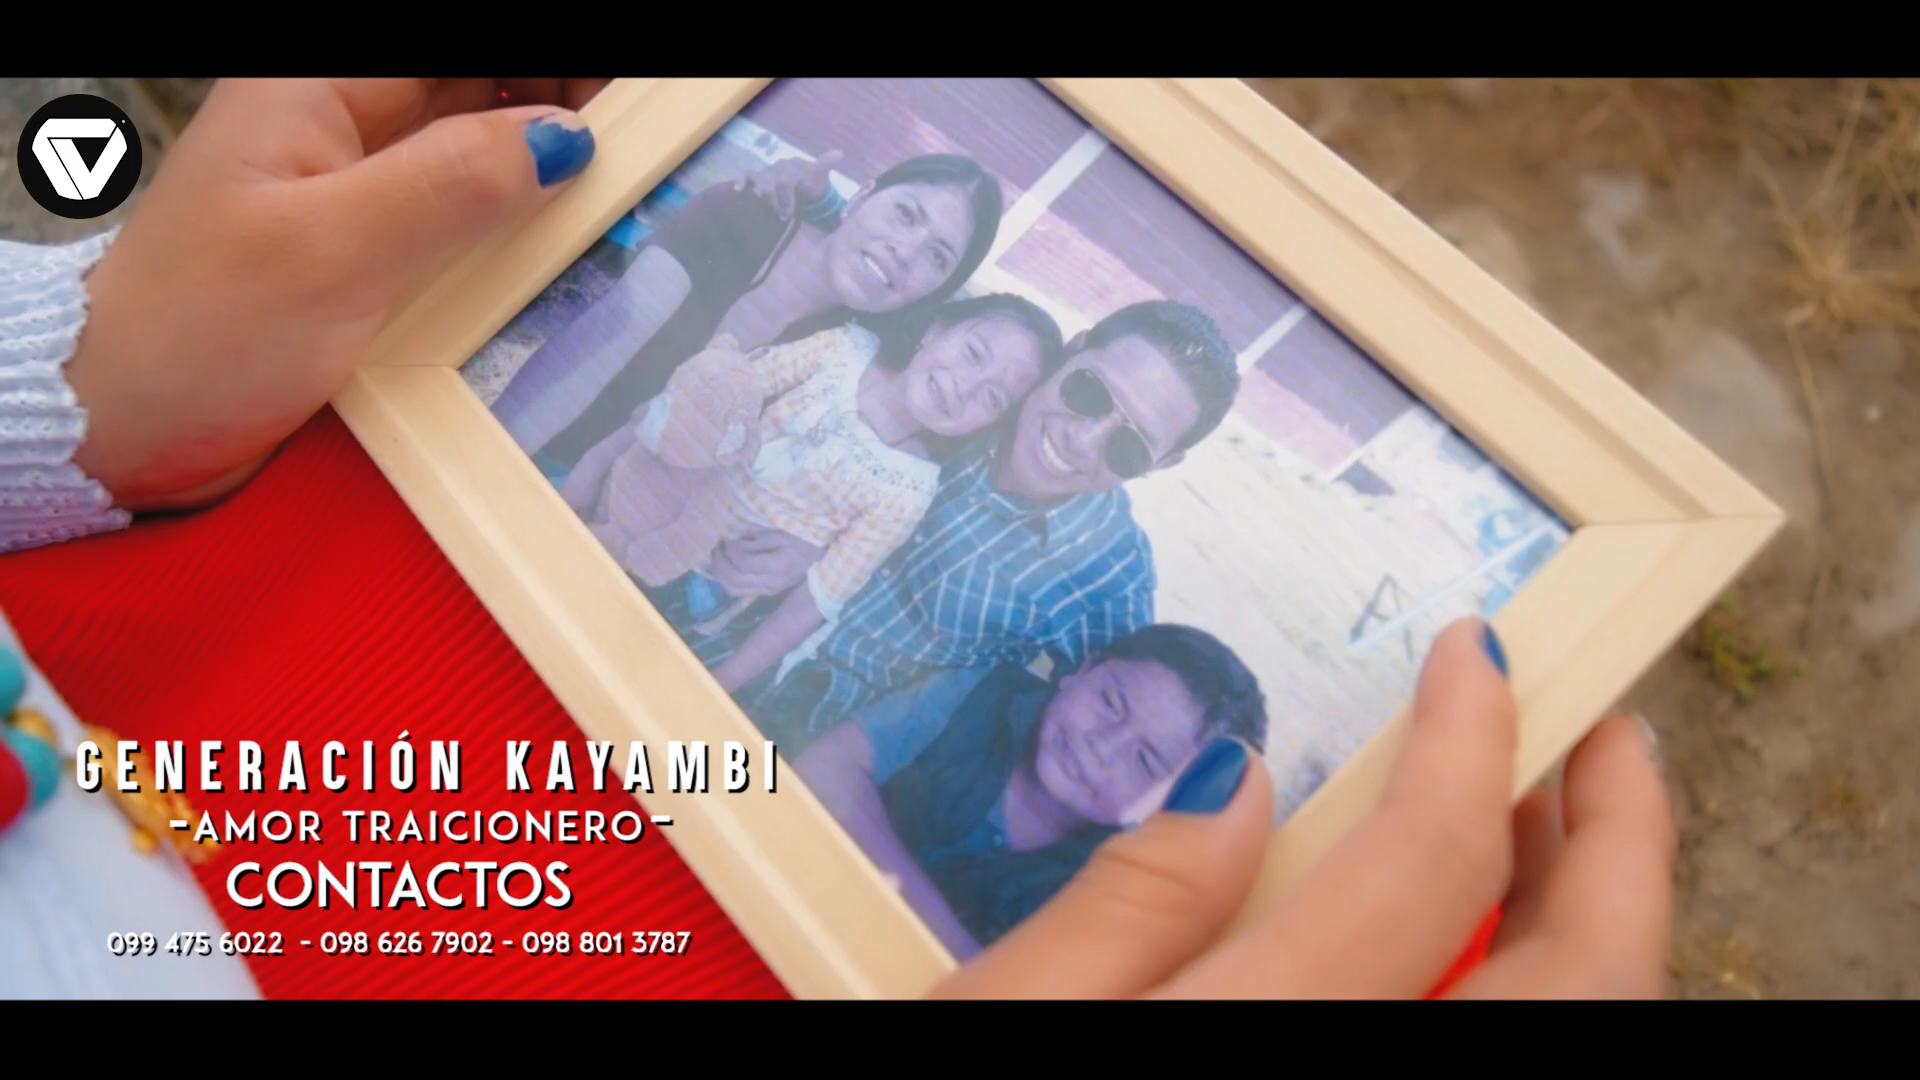 GENERACIÓN KAYAMBI
-AMOR TRAICIONERO-
CONTACTOS
099 475 6022 - 098 626 7902 - 098 801 3787